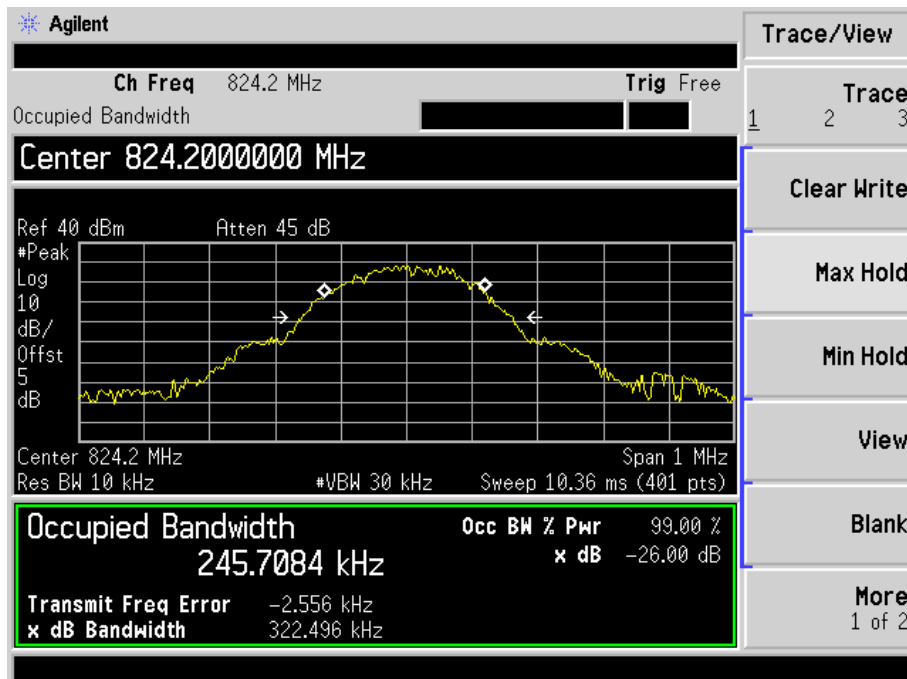 Agilent
Trace/View
Ch Freq 824.2 MHz Trig Free
Occupied Bandwidth
Center 824.2000000 MHz
Ref 40 dBm Atten 45 dB
#Peak
Log
10
dB/
Offst
5
dB
Center 824.2 MHz Span 1 MHz
Res BW 10 kHz #VBW 30 kHz Sweep 10.36 ms (401 pts)
Occupied Bandwidth
245.7084 kHz
Occ BW % Pwr 99.00 %
x dB -26.00 dB
Transmit Freq Error -2.556 kHz
x dB Bandwidth 322.496 kHz
Trace
1 2 3
Clear Write
Max Hold
Min Hold
View
Blank
More
1 of 2